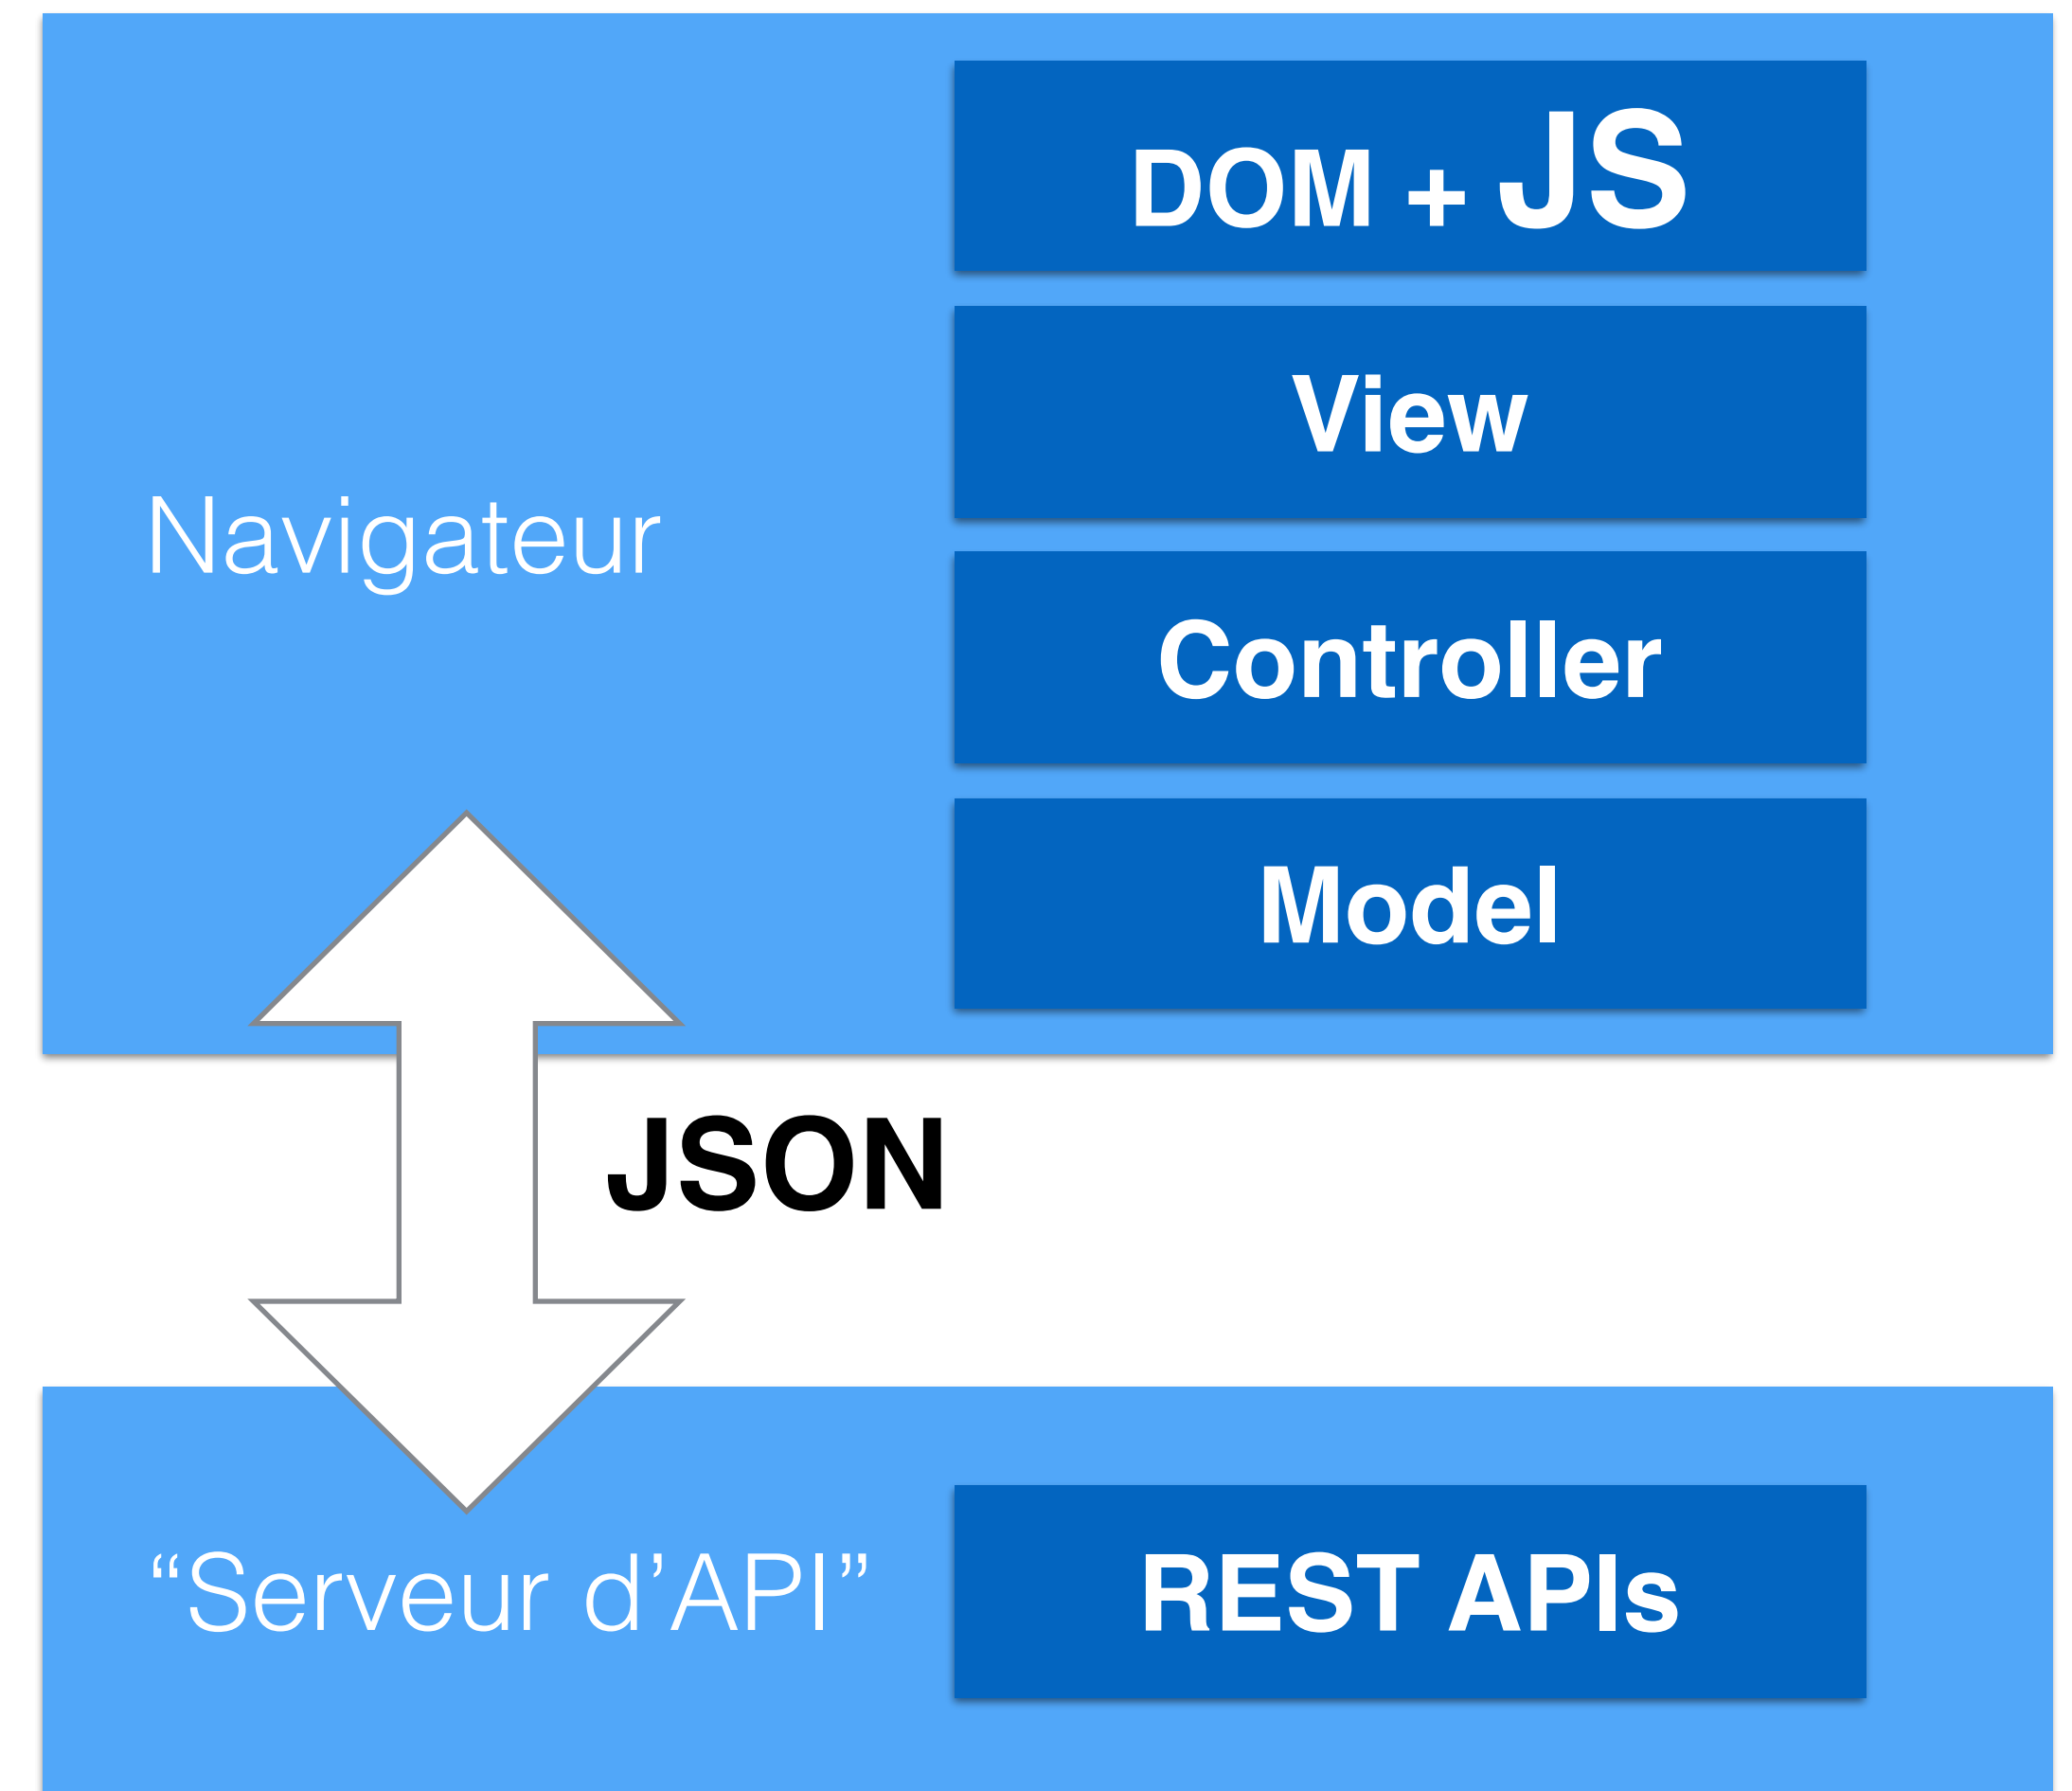 DOM + JS
View
Navigateur
Controller
Model
JSON
“Serveur d’API”
REST APIs